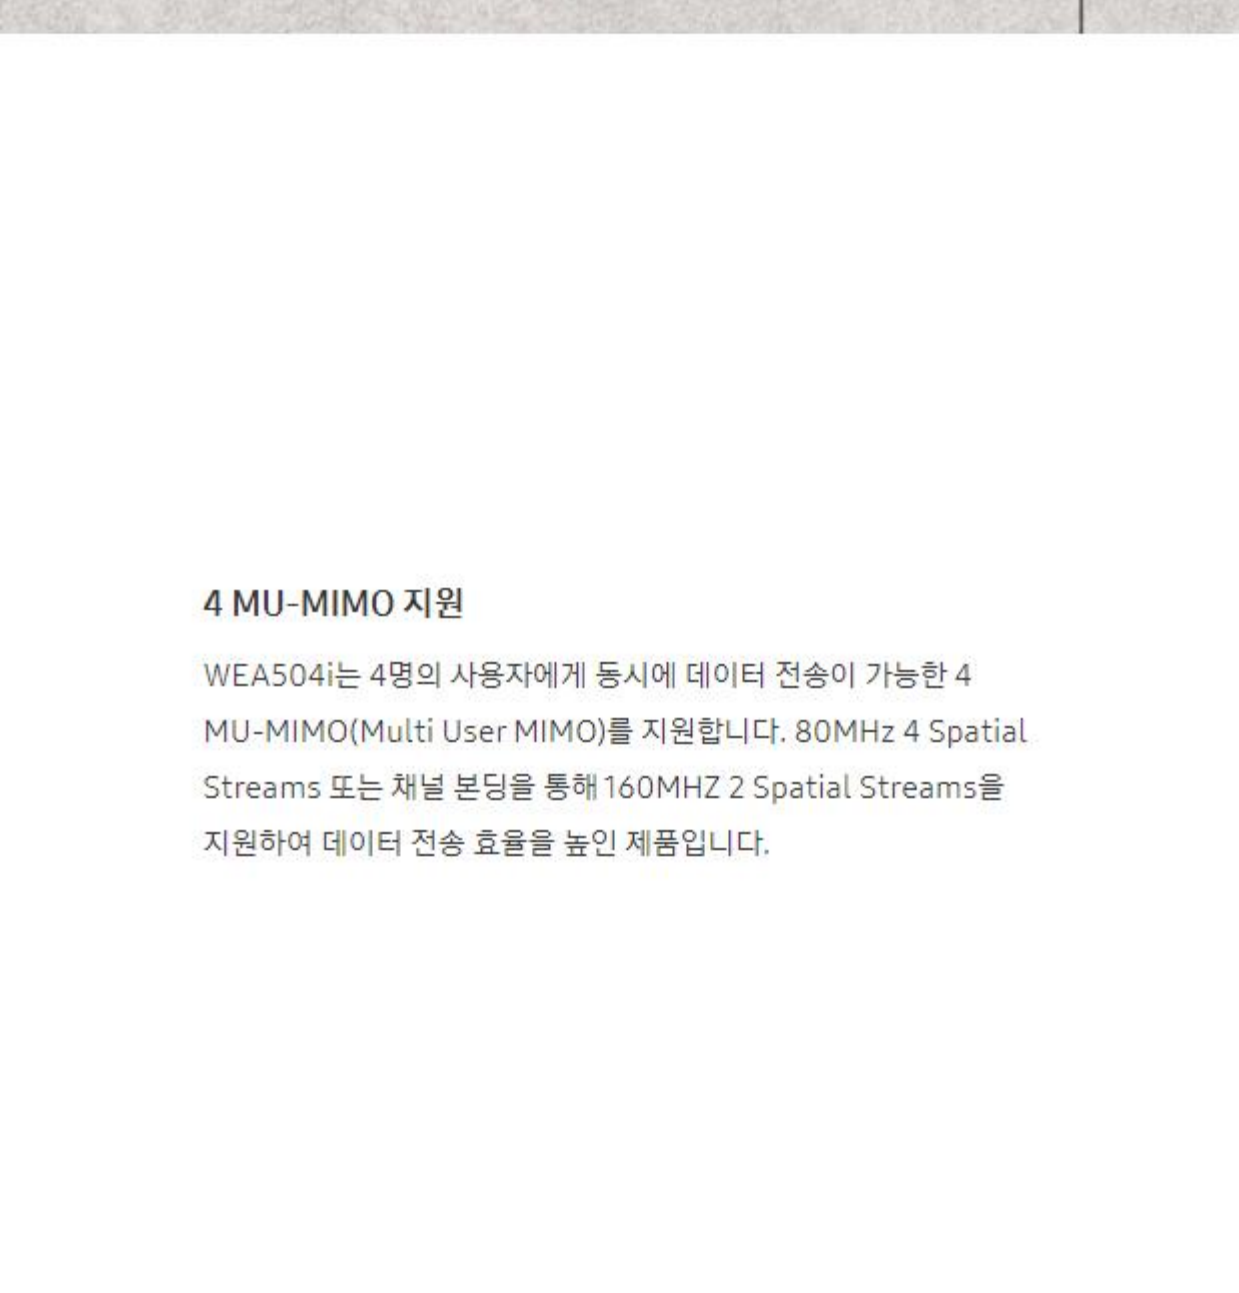 4 MU-MIMO 지원
WEA504i는 4명의 사용자에게 동시에 데이터 전송이 가능한 4
MU-MIMO(Multi User MIMO)를 지원합니다. 80MHz 4 Spatial
Streams 또는 채널 본딩을 통해 160MHZ 2 Spatial Streams을
지원하여 데이터 전송 효율을 높인 제품입니다.